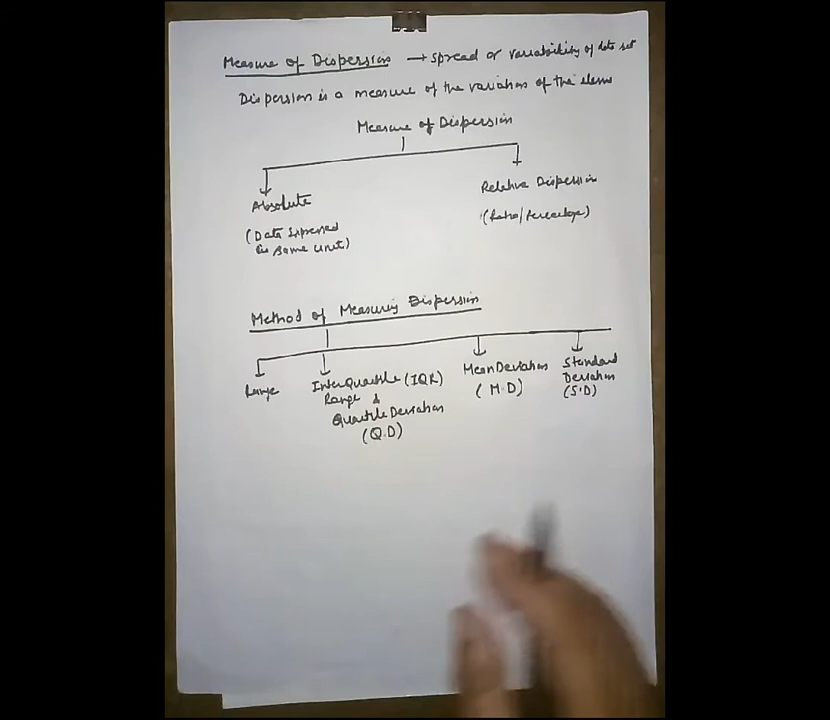 Measure of Dispersion → Spread or variability of data set
Dispersion is a measure of the variation of the items
Measure of Dispersion
Absolute
Relative Dispersion
(Data Expressed
in same unit)
(Ratio/Percentage)
Method of Measuring Dispersion
Range
InterQuartile (IQR)
Range &
Quartile Deviation
(Q.D)
Mean Deviation
(M.D)
Standard
Deviation
(S.D)